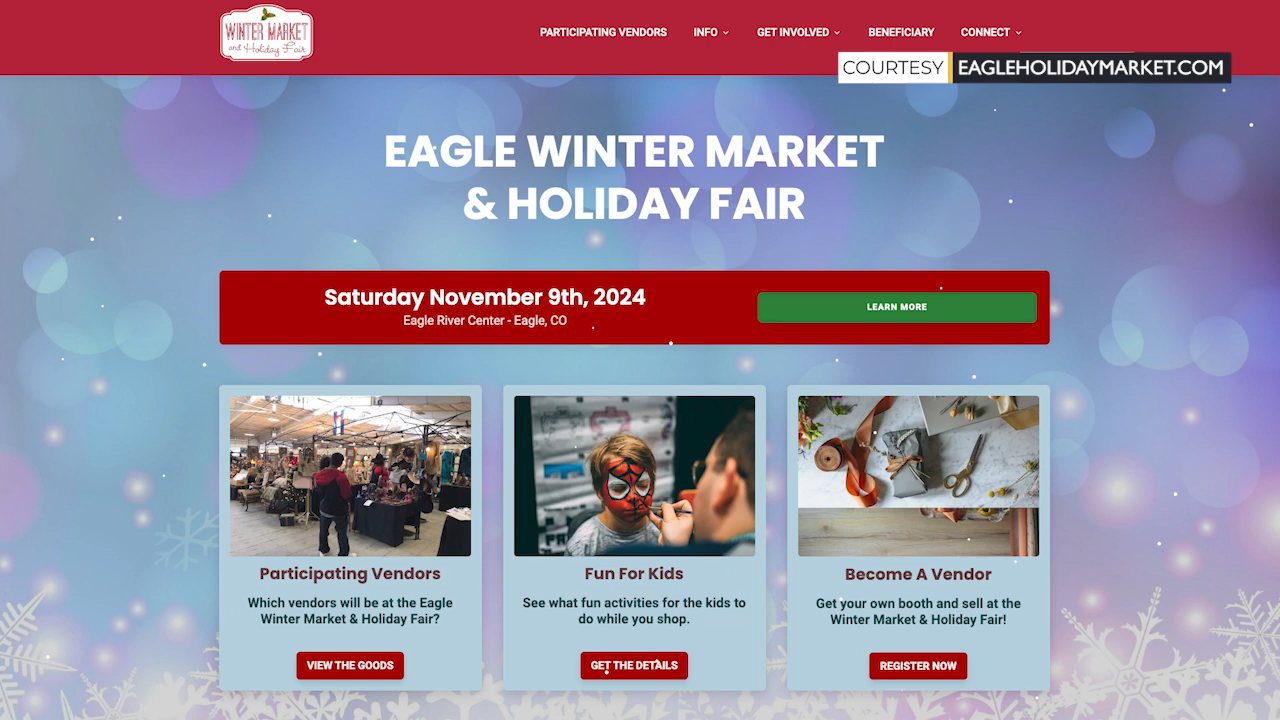 WINTER MARKET
and Holiday Fair
PARTICIPATING VENDORS INFO GET INVOLVED BENEFICIARY CONNECT
COURTESY EAGLEHOLIDAYMARKET.COM
EAGLE WINTER MARKET
& HOLIDAY FAIR
Saturday November 9th, 2024
Eagle River Center - Eagle, CO
LEARN MORE
Participating Vendors
Which vendors will be at the Eagle
Winter Market & Holiday Fair?
VIEW THE GOODS
Fun For Kids
See what fun activities for the kids to
do while you shop.
GET THE DETAILS
Become A Vendor
Get your own booth and sell at the
Winter Market & Holiday Fair!
REGISTER NOW